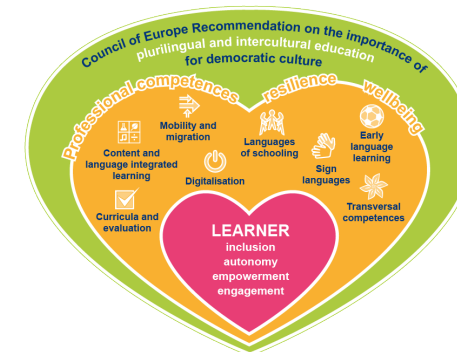 Council of Europe Recommendation on the importance of
plurilingual and intercultural education
for democratic culture
Professional competences
resilience
wellbeing
Mobility and
migration
Languages
of schooling
Early
language
learning
Content and
language integrated
learning
Digitalisation
Sign
languages
Curricula and
evaluation
Transversal
competences
LEARNER
inclusion
autonomy
empowerment
engagement